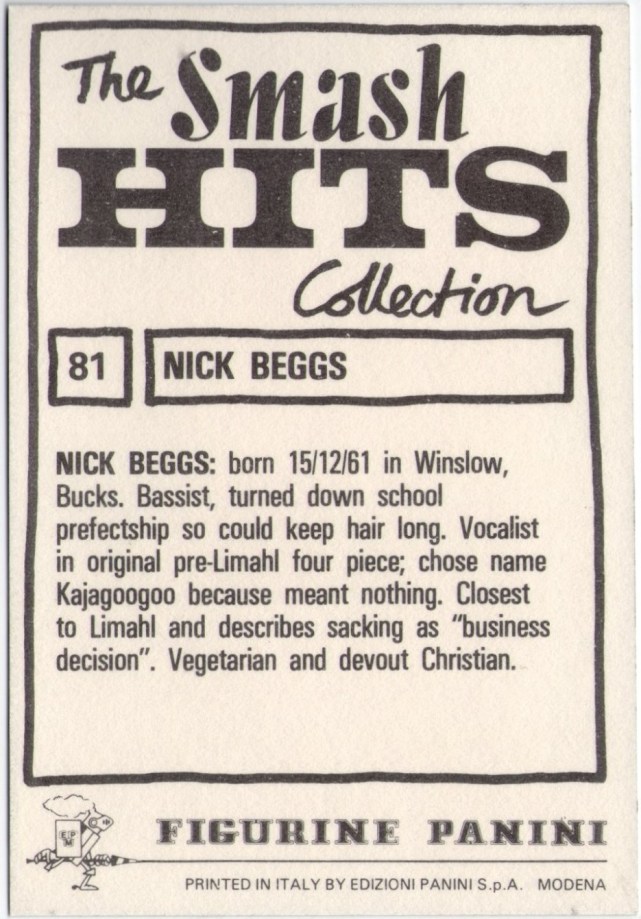 The Smash
HITS
Collection
81 NICK BEGGS
NICK BEGGS: born 15/12/61 in Winslow,
Bucks. Bassist, turned down school
prefectship so could keep hair long. Vocalist
in original pre-Limahl four piece; chose name
Kajagoogoo because meant nothing. Closest
to Limahl and describes sacking as “business
decision”. Vegetarian and devout Christian.
FIGURINE PANINI
PRINTED IN ITALY BY EDIZIONI PANINI S.p.A. MODENA